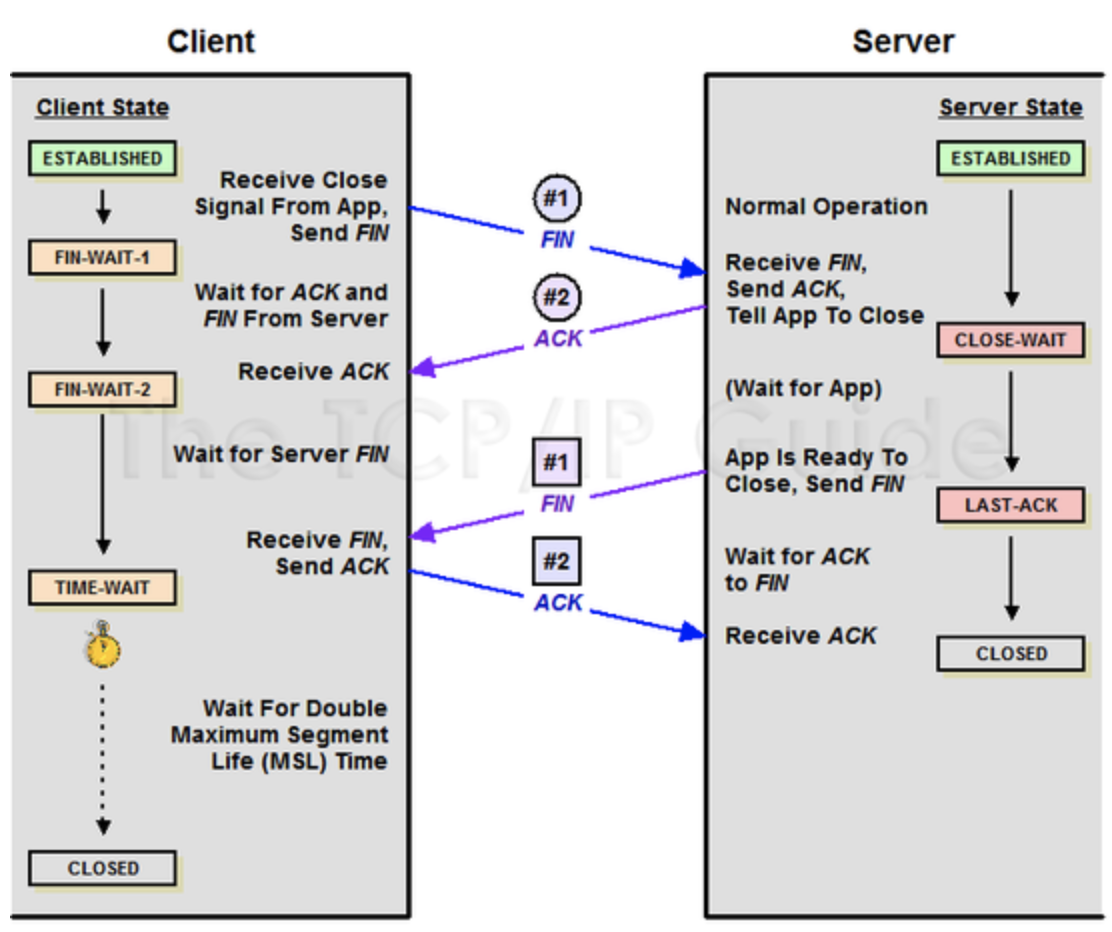 Client
Server
Client State
ESTABLISHED
Receive Close
Signal From App,
Send FIN
FIN-WAIT-1
Wait for ACK and
FIN From Server
Receive ACK
FIN-WAIT-2
Wait for Server FIN
Receive FIN,
Send ACK
TIME-WAIT
Wait For Double
Maximum Segment
Life (MSL) Time
CLOSED
#1
FIN
#2
ACK
#1
FIN
#2
ACK
Server State
ESTABLISHED
Normal Operation
Receive FIN,
Send ACK,
Tell App To Close
CLOSE-WAIT
(Wait for App)
App Is Ready To
Close, Send FIN
LAST-ACK
Wait for ACK
to FIN
Receive ACK
CLOSED
The TCP/IP Guide